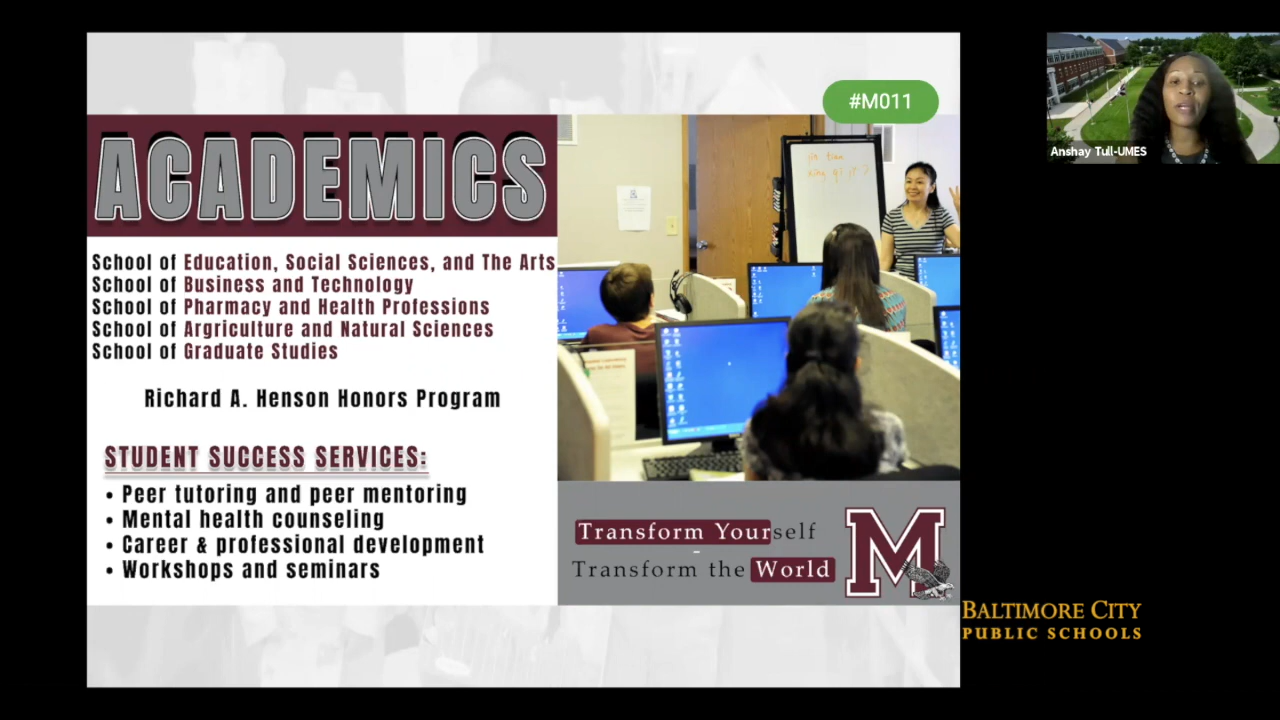 #M011
ACADEMICS
School of Education, Social Sciences, and The Arts
School of Business and Technology
School of Pharmacy and Health Professions
School of Argriculture and Natural Sciences
School of Graduate Studies
Richard A. Henson Honors Program
STUDENT SUCCESS SERVICES:
• Peer tutoring and peer mentoring
• Mental health counseling
• Career & professional development
• Workshops and seminars
Transform Yourself
-
Transform the World
M
Anshay Tull-UMES
BALTIMORE CITY
PUBLIC SCHOOLS